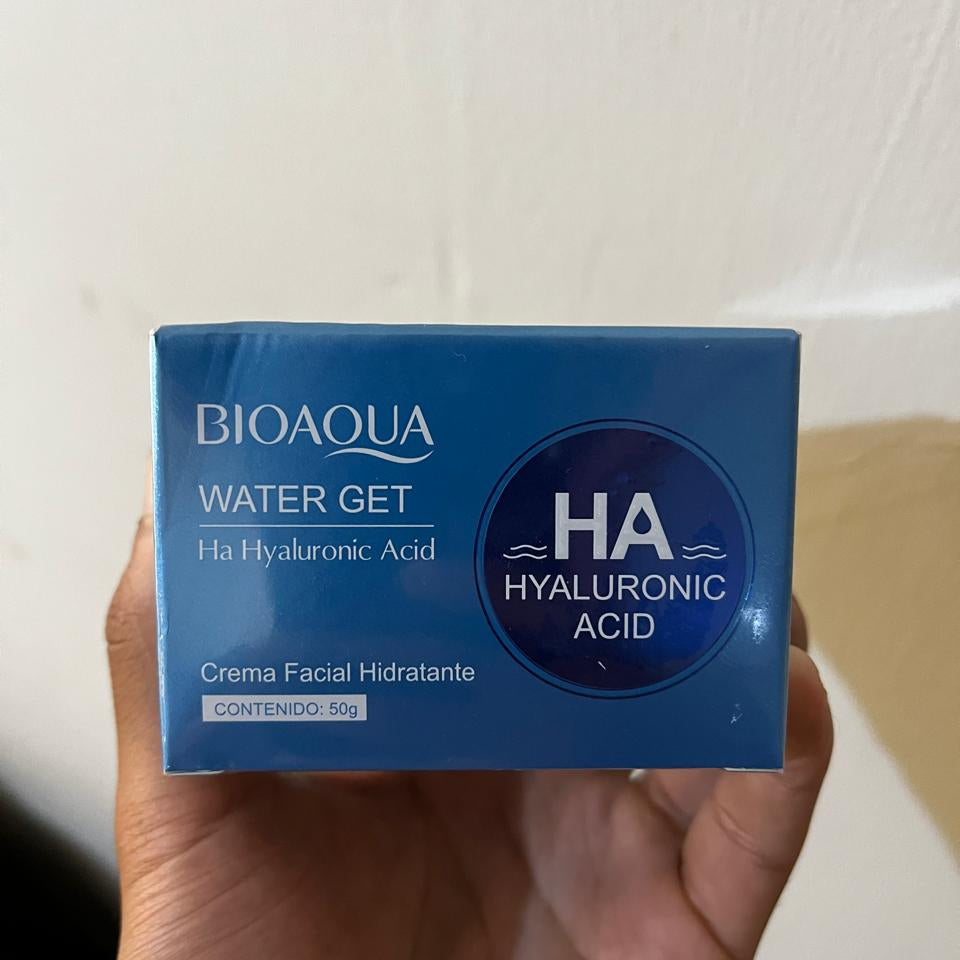 BIOAQUA
WATER GET
Ha Hyaluronic Acid
Crema Facial Hidratante
CONTENIDO: 50g
HA
HYALURONIC
ACID